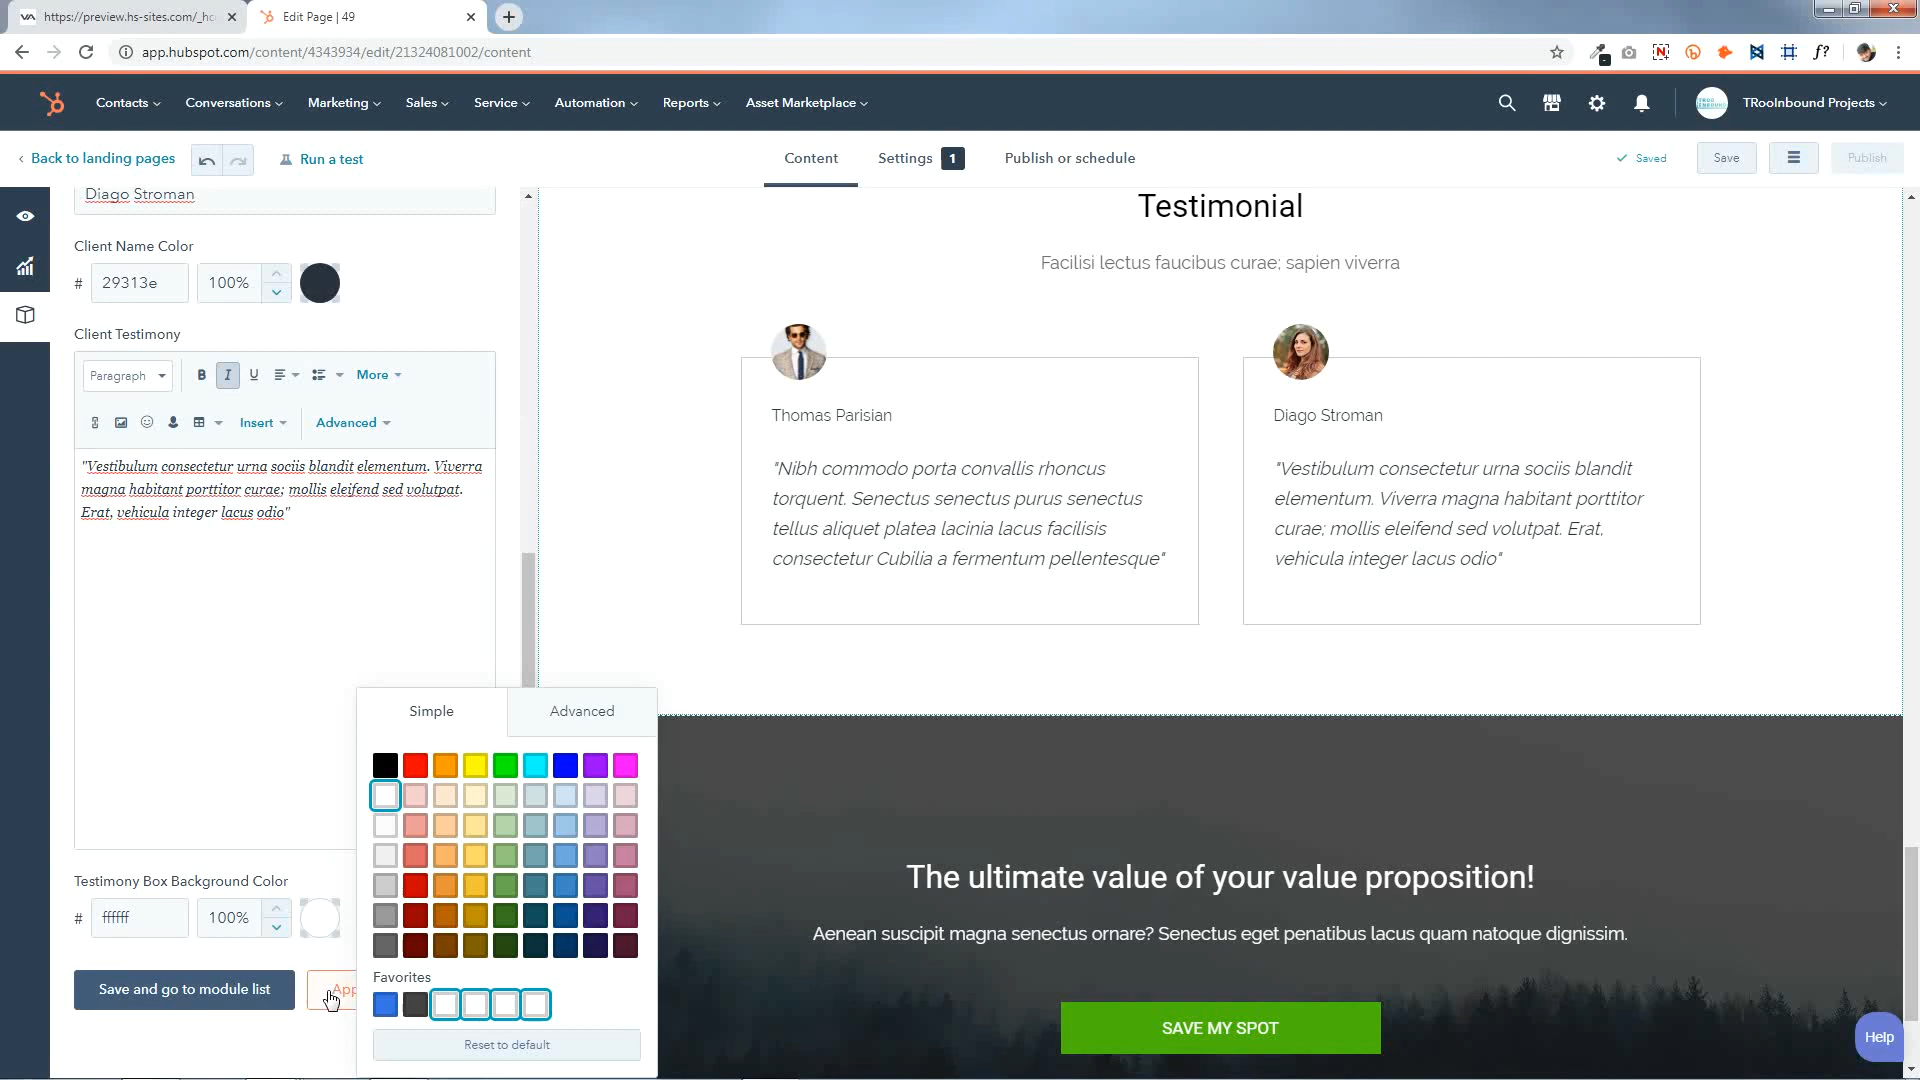 https://preview.hs-sites.com/_ho
Edit Page | 49
app.hubspot.com/content/4343934/edit/21324081002/content
Contacts
Conversations
Marketing
Sales
Service
Automation
Reports
Asset Marketplace
TRooInbound Projects
Back to landing pages
Run a test
Content
Settings 1
Publish or schedule
Saved
Save
Publish
Diago Stroman
Client Name Color
# 29313e 100%
Client Testimony
Paragraph
B I U
More
Insert
Advanced
"Vestibulum consectetur urna sociis blandit elementum. Viverra
magna habitant porttitor curae; mollis eleifend sed volutpat.
Erat, vehicula integer lacus odio"
Testimony Box Background Color
# ffffff 100%
Save and go to module list
App
Simple
Advanced
Favorites
Reset to default
Testimonial
Facilisi lectus faucibus curae; sapien viverra
Thomas Parisian
"Nibh commodo porta convallis rhoncus
torquent. Senectus senectus purus senectus
tellus aliquet platea lacinia lacus facilisis
consectetur Cubilia a fermentum pellentesque"
Diago Stroman
"Vestibulum consectetur urna sociis blandit
elementum. Viverra magna habitant porttitor
curae; mollis eleifend sed volutpat. Erat,
vehicula integer lacus odio"
The ultimate value of your value proposition!
Aenean suscipit magna senectus ornare? Senectus eget penatibus lacus quam natoque dignissim.
SAVE MY SPOT
Help